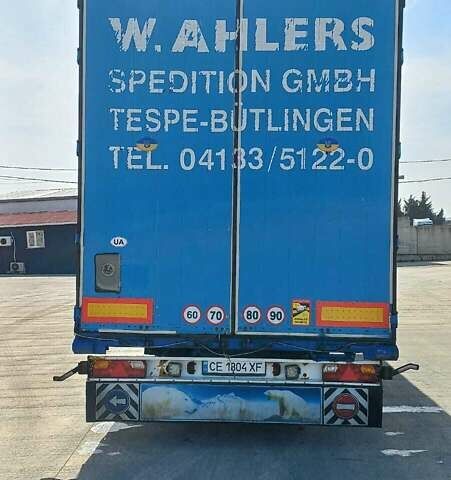 W. AHLERS
SPEDITION GMBH
TESPE-BÜTLINGEN
TEL. 04133/5122-0
UA
60 70 80 90
CE 1804 XF